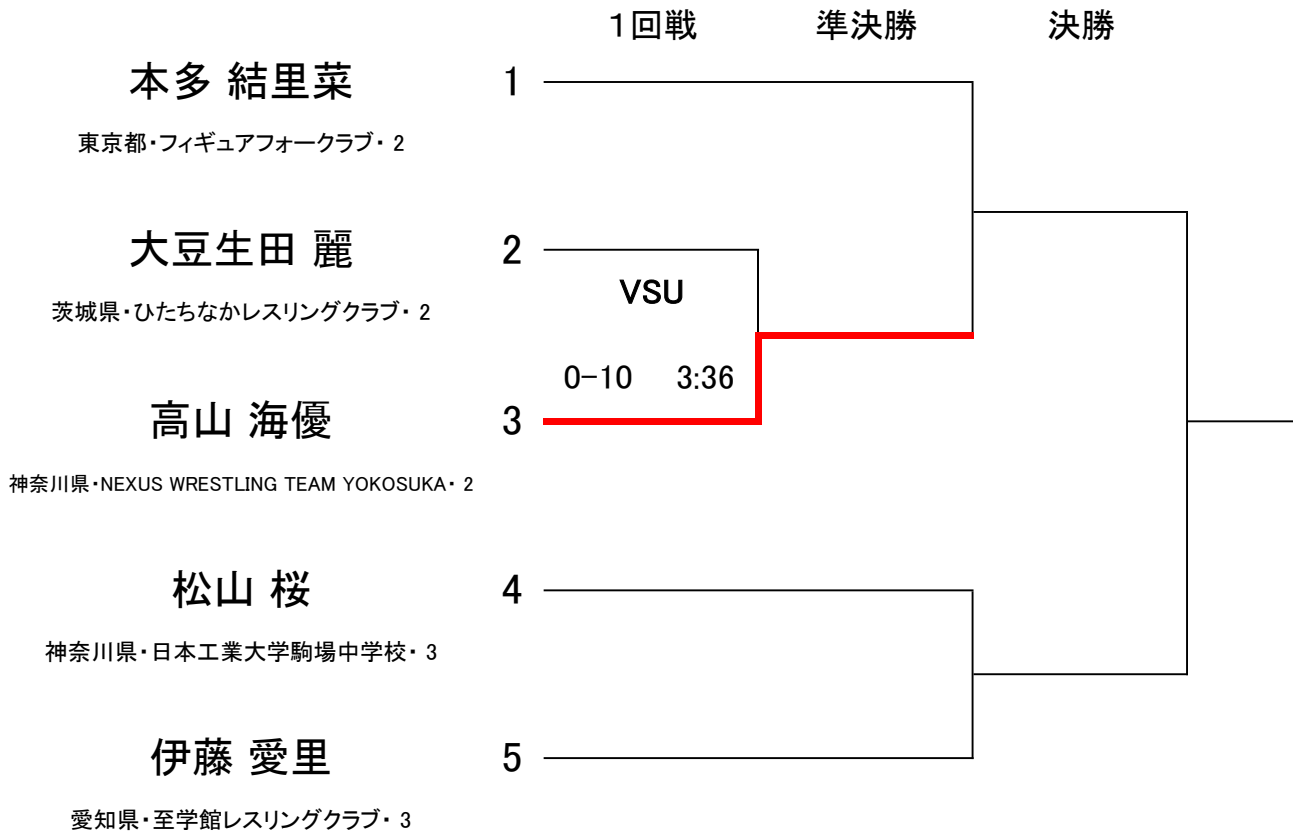 1回戦 準決勝 決勝
本多 結里菜 1
東京都・フィギュアフォークラブ・ 2
大豆生田 麗 2
VSU
茨城県・ひたちなかレスリングクラブ・ 2
0-10 3:36
高山 海優 3
神奈川県・NEXUS WRESTLING TEAM YOKOSUKA・ 2
松山 桜 4
神奈川県・日本工業大学駒場中学校・ 3
伊藤 愛里 5
愛知県・至学館レスリングクラブ・ 3